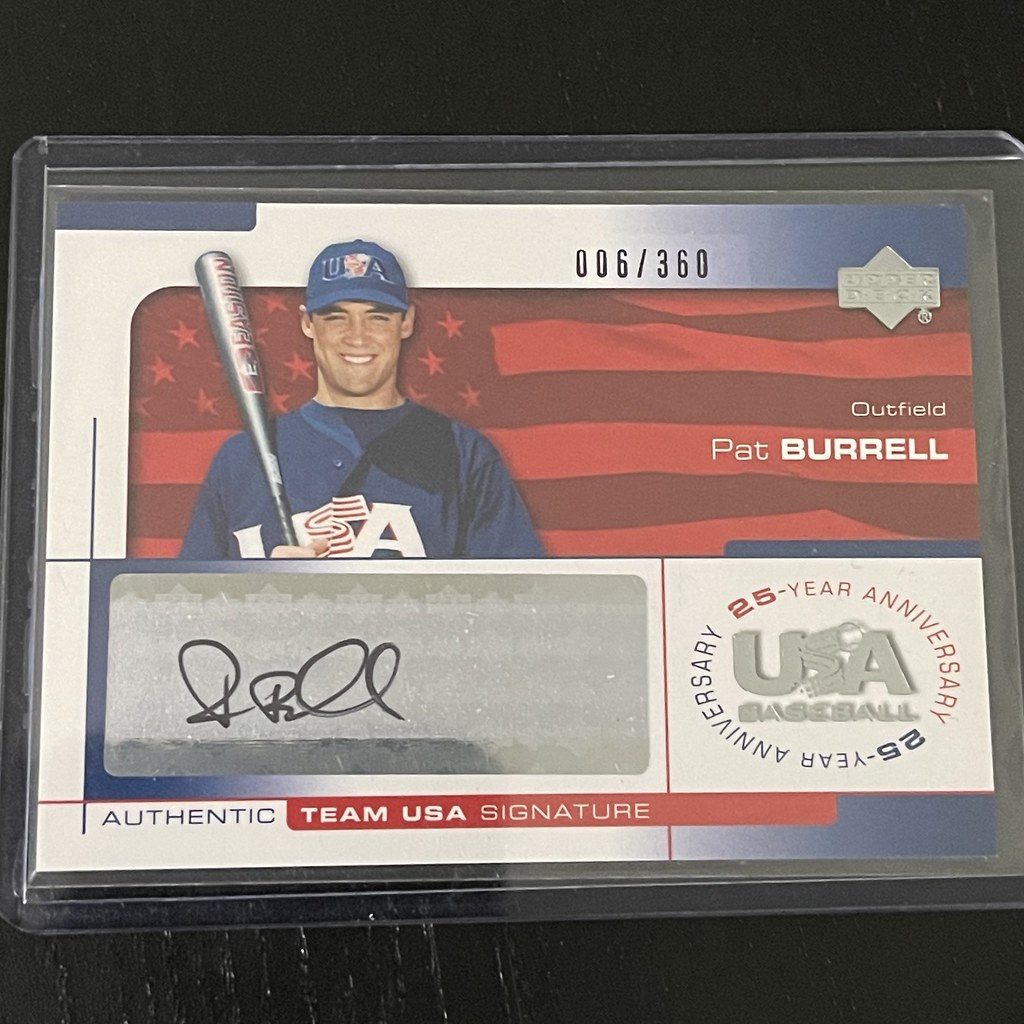 006/360
UPPER
DECK
®
USA
E EASTON
Outfield
Pat BURRELL
USA
25-YEAR ANNIVERSARY
USA
BASEBALL
25-YEAR ANNIVERSARY
AUTHENTIC TEAM USA SIGNATURE